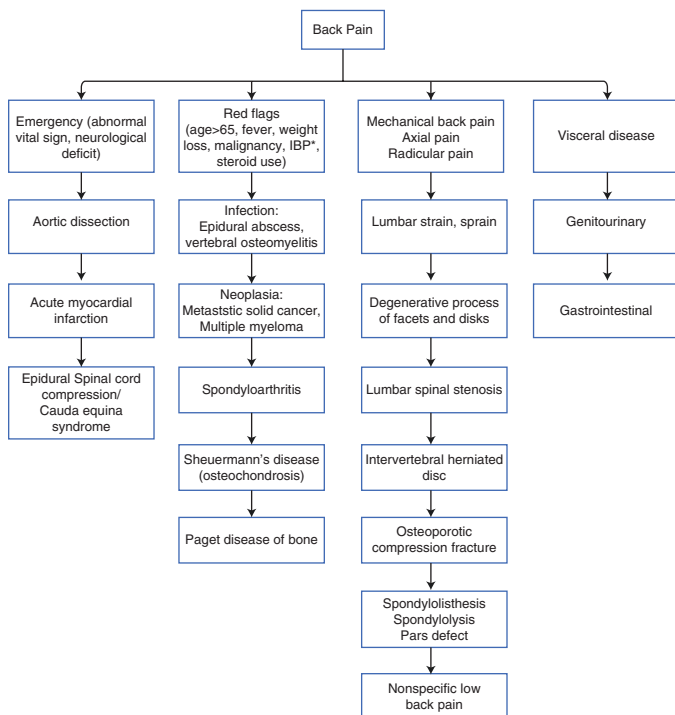 Back Pain
Emergency (abnormal
vital sign, neurological
deficit)
Aortic dissection
Acute myocardial
infarction
Epidural Spinal cord
compression/
Cauda equina
syndrome
Red flags
(age>65, fever, weight
loss, malignancy, IBP*,
steroid use)
Infection:
Epidural abscess,
vertebral osteomyelitis
Neoplasia:
Metaststic solid cancer,
Multiple myeloma
Spondyloarthritis
Sheuermann's disease
(osteochondrosis)
Paget disease of bone
Mechanical back pain
Axial pain
Radicular pain
Lumbar strain, sprain
Degenerative process
of facets and disks
Lumbar spinal stenosis
Intervertebral herniated
disc
Osteoporotic
compression fracture
Spondylolisthesis
Spondylolysis
Pars defect
Nonspecific low
back pain
Visceral disease
Genitourinary
Gastrointestinal